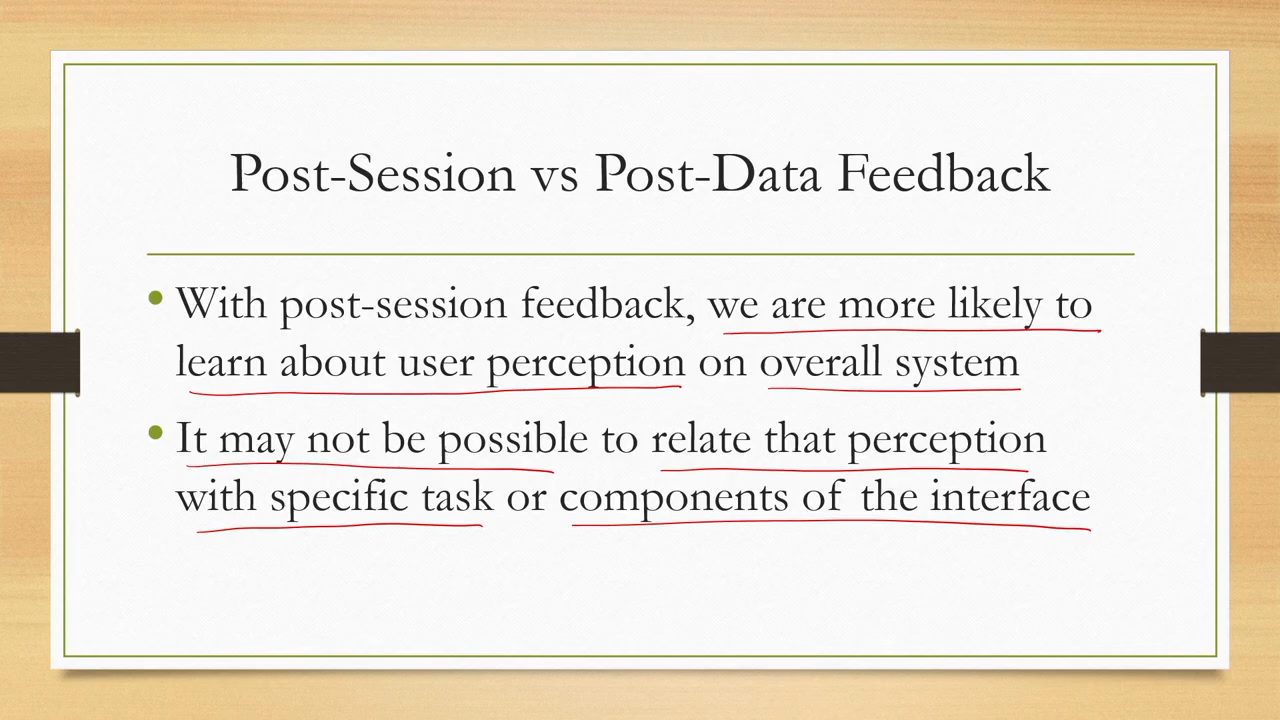 Post-Session vs Post-Data Feedback
• With post-session feedback, we are more likely to
learn about user perception on overall system
• It may not be possible to relate that perception
with specific task or components of the interface